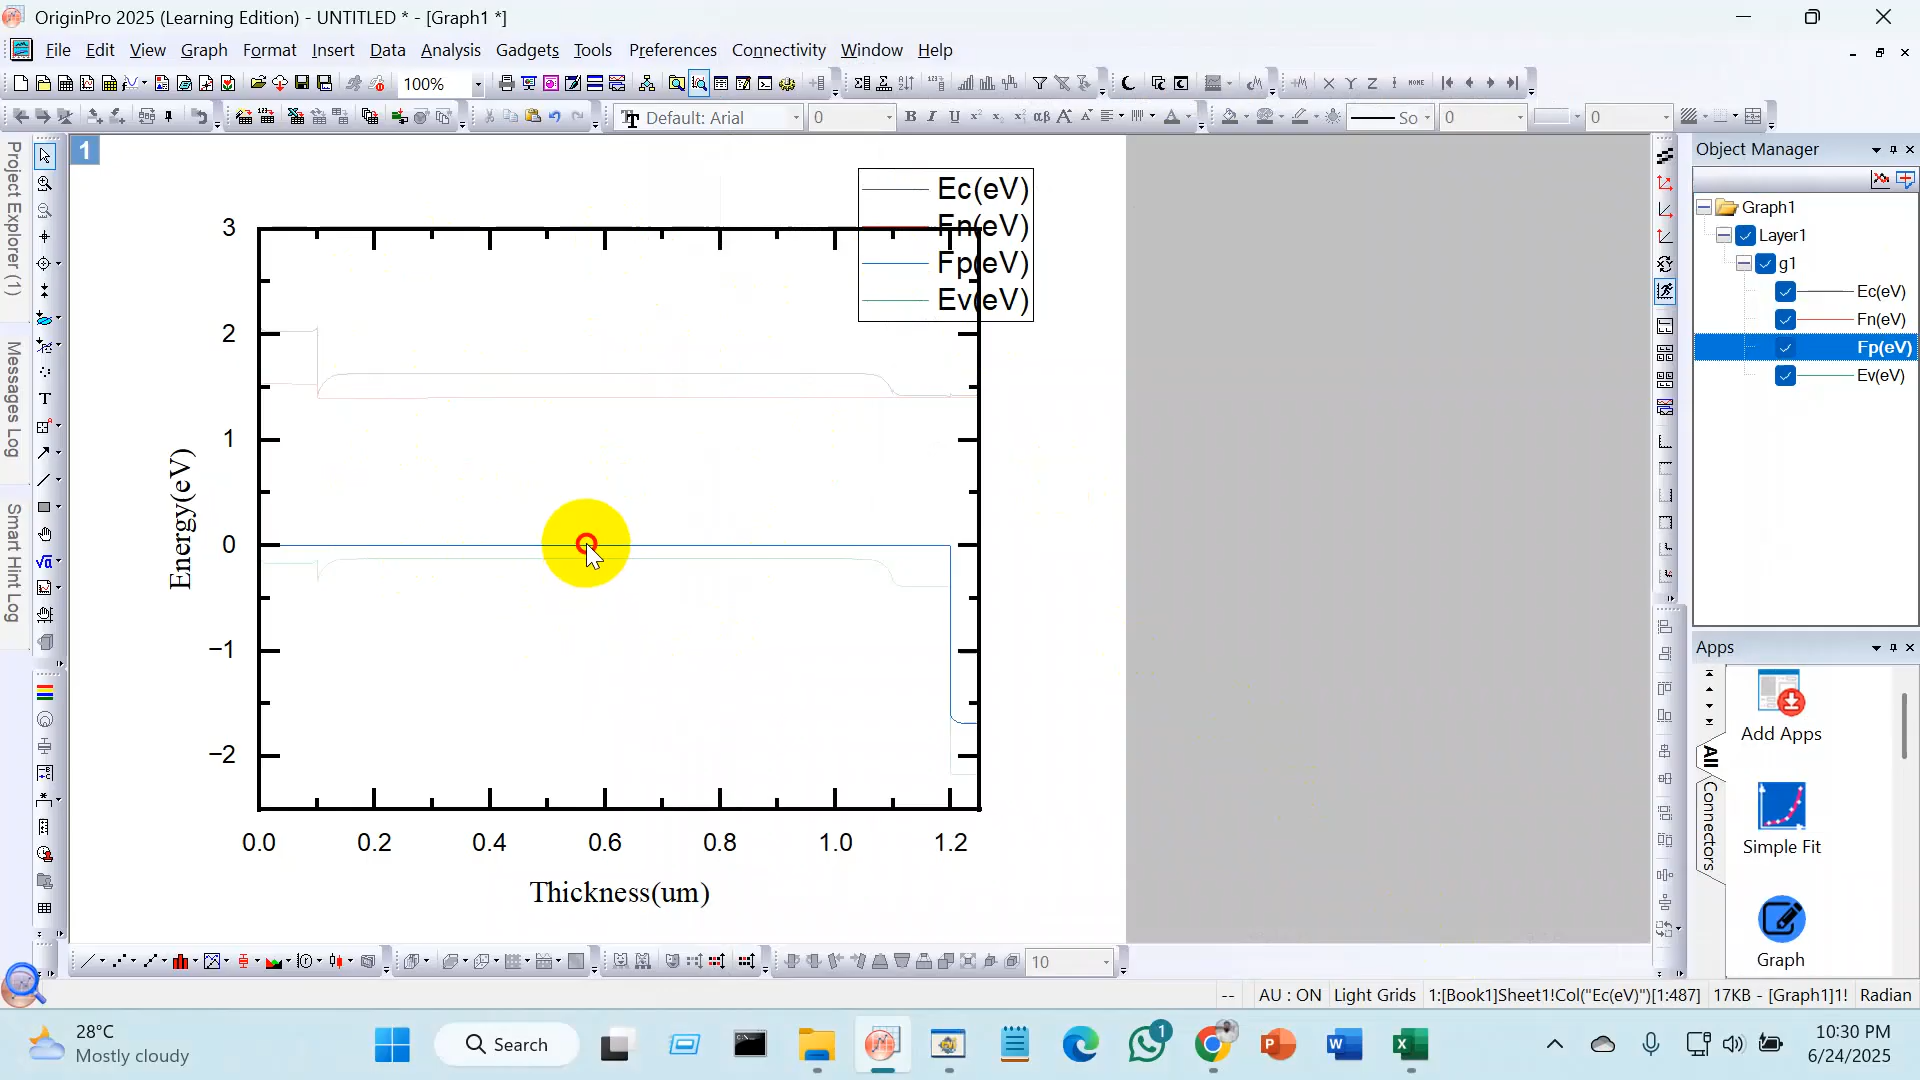 OriginPro 2025 (Learning Edition) - UNTITLED * - [Graph1 *]
File Edit View Graph Format Insert Data Analysis Gadgets Tools Preferences Connectivity Window Help
100%
Default: Arial
0
B I U
αβ
So
0
0
Project Explorer (1)
Messages Log
Smart Hint Log
1
Ec(eV)
Fn(eV)
Fp(eV)
Ev(eV)
3
2
1
0
−1
−2
Energy(eV)
0.0 0.2 0.4 0.6 0.8 1.0 1.2
Thickness(um)
Object Manager
Graph1
Layer1
g1
Ec(eV)
Fn(eV)
Fp(eV)
Ev(eV)
Apps
All
Connectors
Add Apps
Simple Fit
Graph
10
-- AU : ON Light Grids 1:[Book1]Sheet1!Col("Ec(eV)")[1:487] 17KB - [Graph1]1! Radian
28°C
Mostly cloudy
Search
1
10:30 PM
6/24/2025